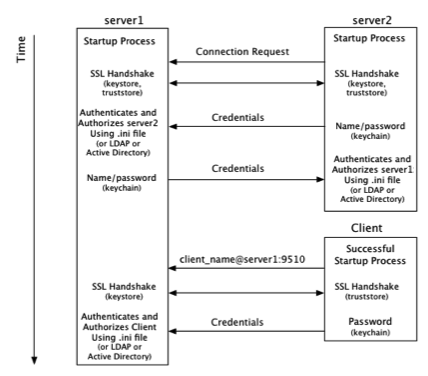 server1
server2
Time
Startup Process
Startup Process
Connection Request
SSL Handshake
(keystore,
truststore)
SSL Handshake
(keystore,
truststore)
Authenticates and
Authorizes server2
Using .ini file
(or LDAP or
Active Directory)
Credentials
Name/password
(keychain)
Name/password
(keychain)
Credentials
Authenticates and
Authorizes server1
Using .ini file
(or LDAP or
Active Directory)
Client
Successful
Startup Process
client_name@server1:9510
SSL Handshake
(keystore)
SSL Handshake
(truststore)
Authenticates and
Authorizes Client
Using .ini file
(or LDAP or
Active Directory)
Credentials
Password
(keychain)